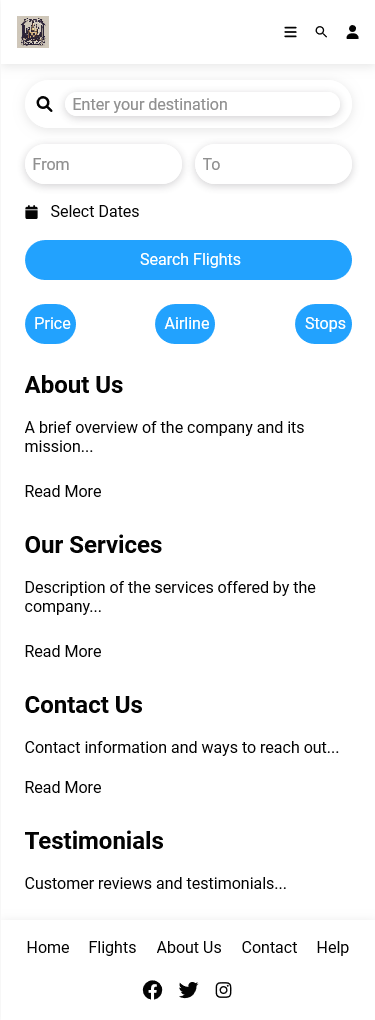 Enter your destination
From To
Select Dates
Search Flights
Price Airline Stops
About Us
A brief overview of the company and its
mission...
Read More
Our Services
Description of the services offered by the
company...
Read More
Contact Us
Contact information and ways to reach out...
Read More
Testimonials
Customer reviews and testimonials...
Home Flights About Us Contact Help